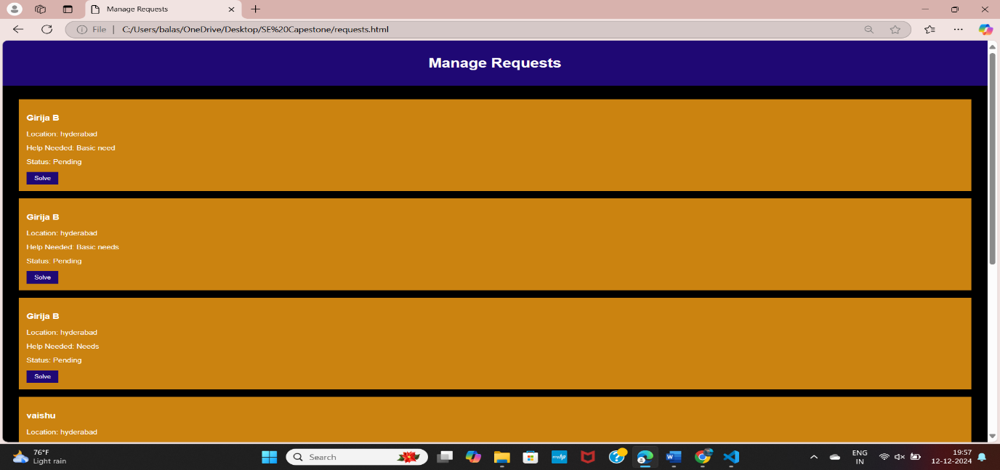 Manage Requests
File | C:/Users/balas/OneDrive/Desktop/SE%20Capestone/requests.html
Manage Requests
Girija B
Location: hyderabad
Help Needed: Basic need
Status: Pending
Solve
Girija B
Location: hyderabad
Help Needed: Basic needs
Status: Pending
Solve
Girija B
Location: hyderabad
Help Needed: Needs
Status: Pending
Solve
vaishu
Location: hyderabad
76°F
Light rain
Search
myhp
W
ENG
IN
19:57
12-12-2024